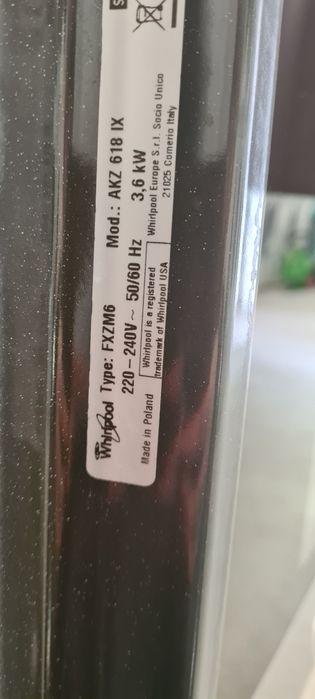 Whirlpool Type: FXZM6 Mod.: AKZ 618 IX
220-240V ~ 50/60 Hz 3,6 kW
Made in Poland
Whirlpool is a registered
trademark of Whirlpool USA
Whirlpool Europe S.r.l. Socio Unico
21025 Comerio Italy
S